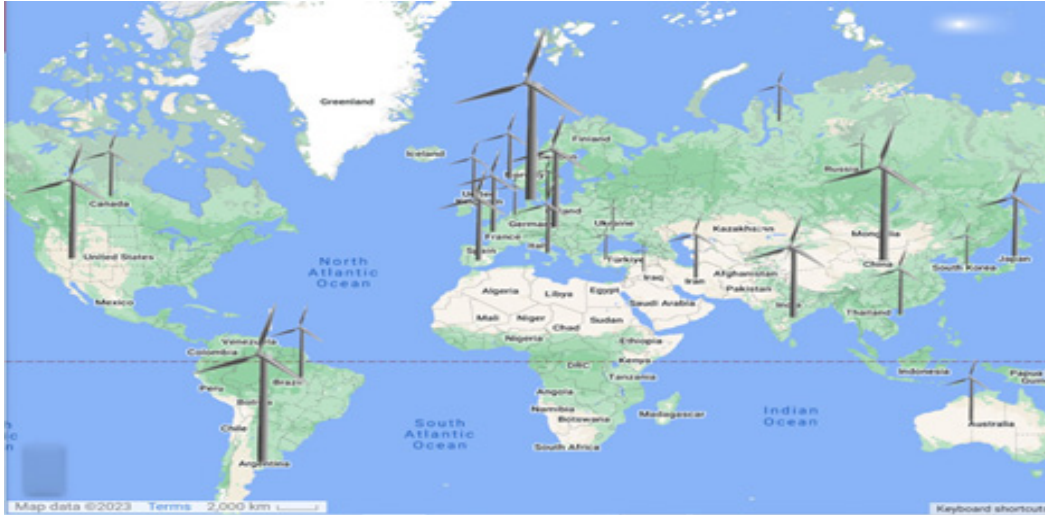 Greenland
Iceland
Finland
Canada
Russia
Ukraine
France
Kazakhstan
Mongolia
United States
Spain
Türkiye
China
Japan
South Korea
North
Atlantic
Ocean
Iraq
Iran
Afghanistan
Pakistan
Mexico
Algeria
Libya
Egypt
Saudi Arabia
India
Thailand
Mali
Niger
Chad
Sudan
Venezuela
Nigeria
Ethiopia
Colombia
Kenya
DRC
Indonesia
Papua
Peru
Brazil
Tanzania
Angola
Namibia
Botswana
Madagascar
South
Atlantic
Ocean
Indian
Ocean
Chile
Australia
South Africa
Argentina
Map data ©2023 Terms 2,000 km
Keyboard shortcuts